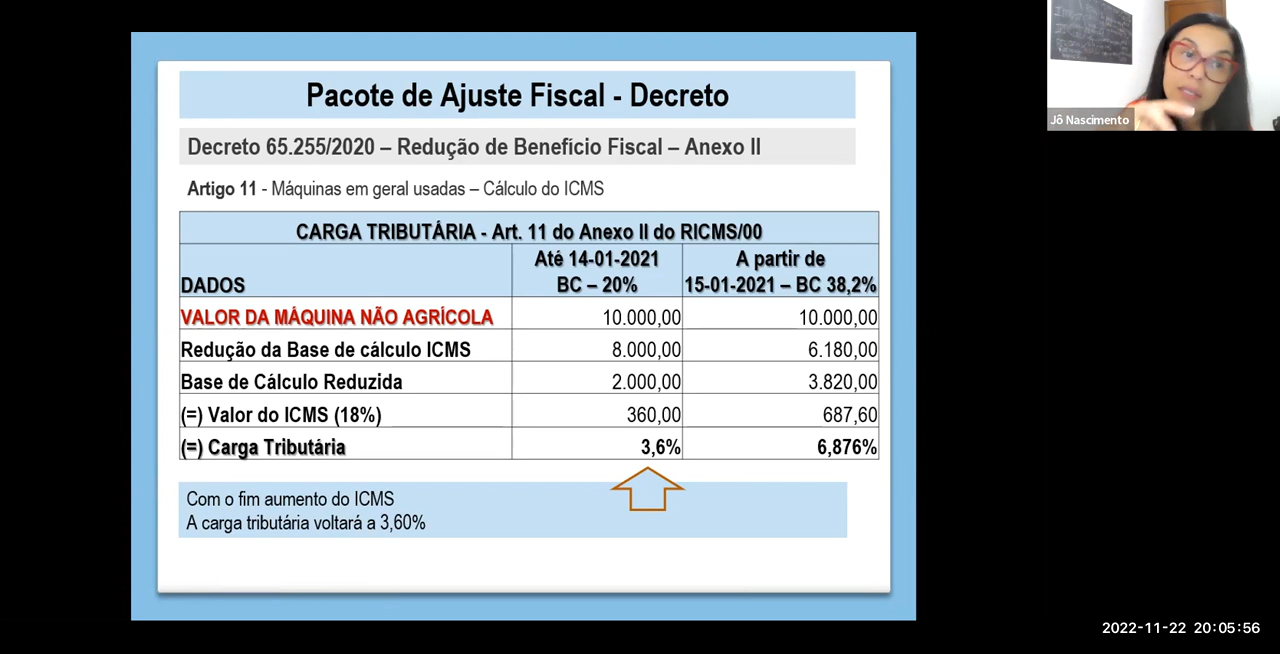 Pacote de Ajuste Fiscal - Decreto
Decreto 65.255/2020 – Redução de Benefício Fiscal – Anexo II
Artigo 11 - Máquinas em geral usadas – Cálculo do ICMS
CARGA TRIBUTÁRIA - Art. 11 do Anexo II do RICMS/00
DADOS Até 14-01-2021 BC – 20% A partir de 15-01-2021 – BC 38,2%
VALOR DA MÁQUINA NÃO AGRÍCOLA 10.000,00 10.000,00
Redução da Base de cálculo ICMS 8.000,00 6.180,00
Base de Cálculo Reduzida 2.000,00 3.820,00
(=) Valor do ICMS (18%) 360,00 687,60
(=) Carga Tributária 3,6% 6,876%
Com o fim aumento do ICMS
A carga tributária voltará a 3,60%
Jô Nascimento
2022-11-22 20:05:56